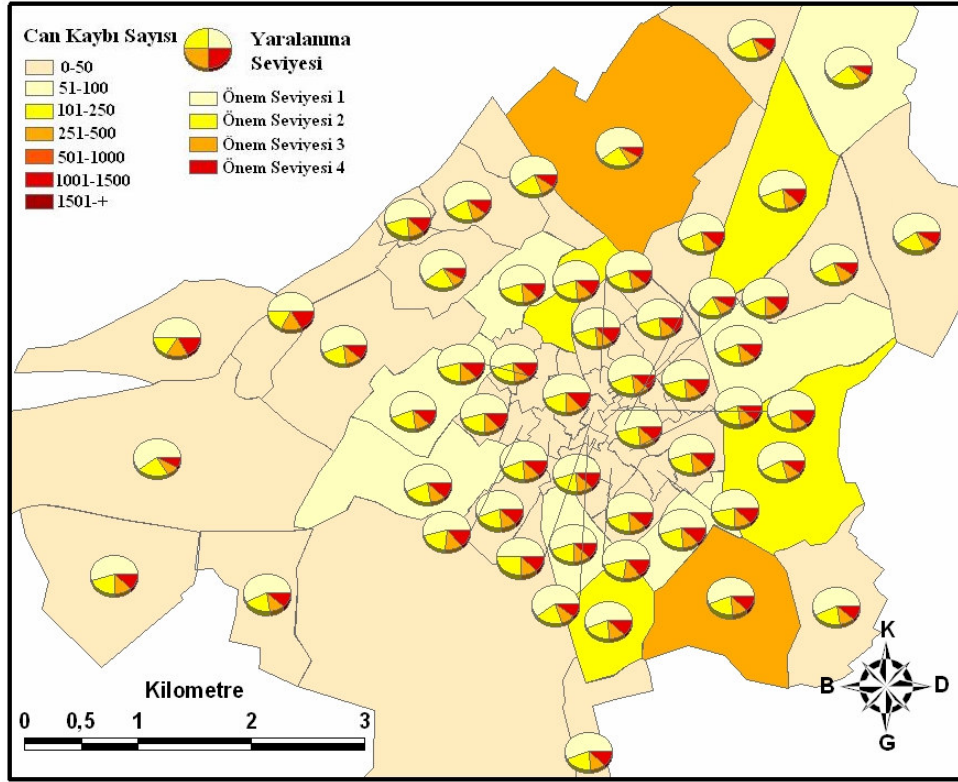 Can Kaybı Sayısı
0-50
51-100
101-250
251-500
501-1000
1001-1500
1501-+
Yaralanma
Seviyesi
Önem Seviyesi 1
Önem Seviyesi 2
Önem Seviyesi 3
Önem Seviyesi 4
K
B
D
G
Kilometre
0 0,5 1 2 3